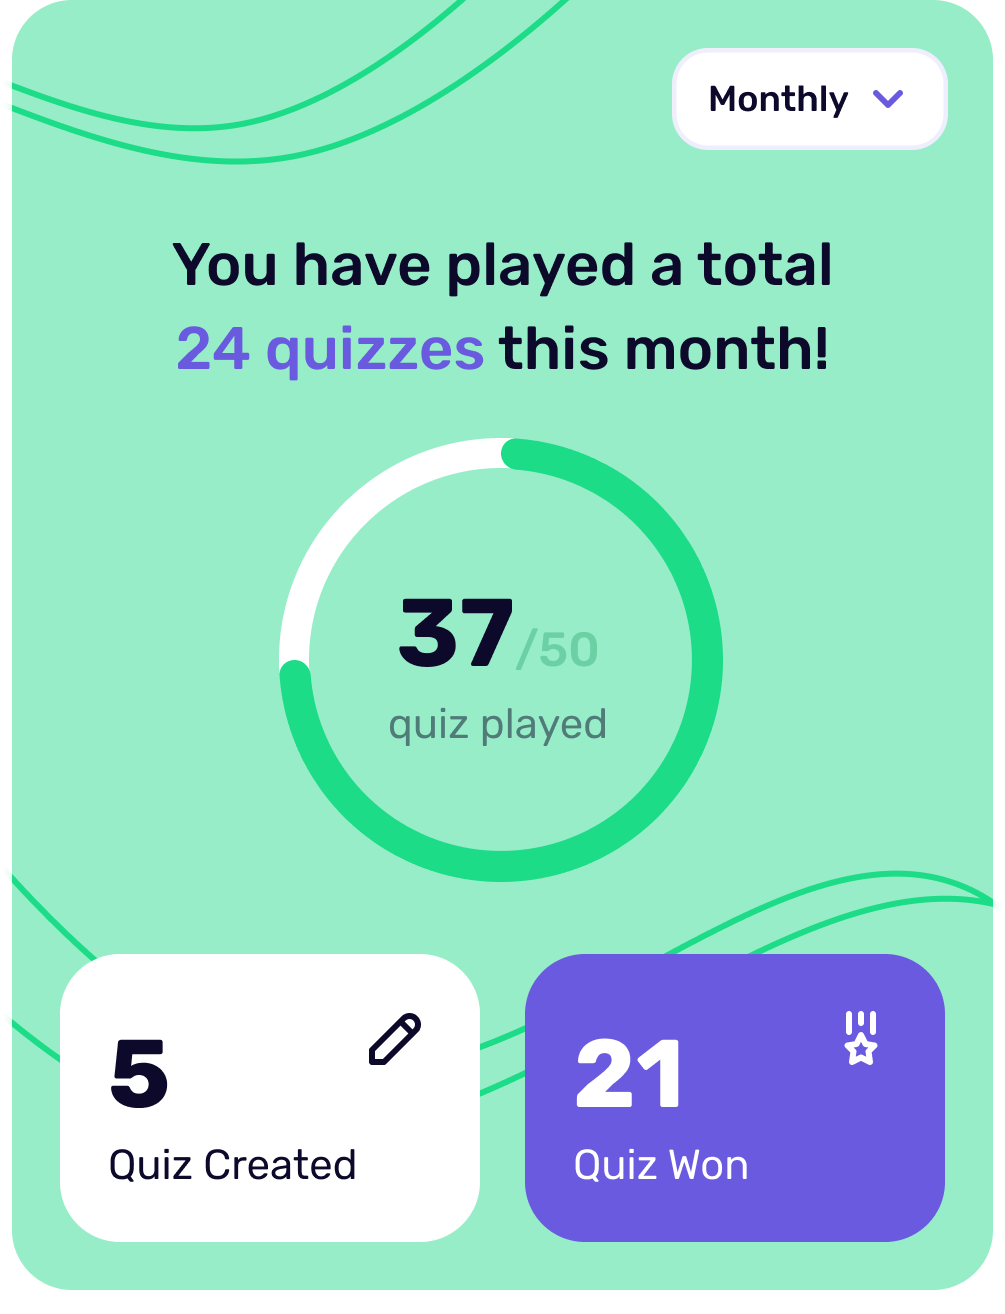 Monthly
You have played a total
24 quizzes this month!
37/50
quiz played
5
Quiz Created
21
Quiz Won